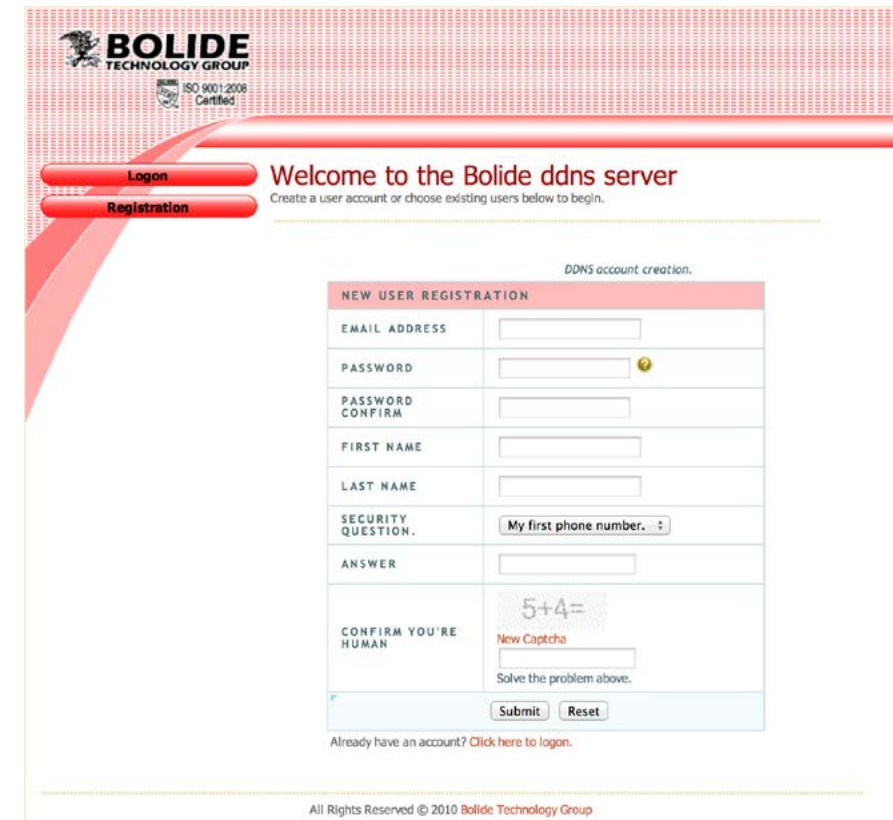 BOLIDE
TECHNOLOGY GROUP
ISO 9001:2008
Certified
Logon
Registration
Welcome to the Bolide ddns server
Create a user account or choose existing users below to begin.
DDNS account creation.
NEW USER REGISTRATION
EMAIL ADDRESS
PASSWORD
?
PASSWORD
CONFIRM
FIRST NAME
LAST NAME
SECURITY
QUESTION.
My first phone number.
ANSWER
5+4=
CONFIRM YOU'RE
HUMAN
New Captcha
Solve the problem above.
Submit
Reset
Already have an account? Click here to logon.
All Rights Reserved © 2010 Bolide Technology Group